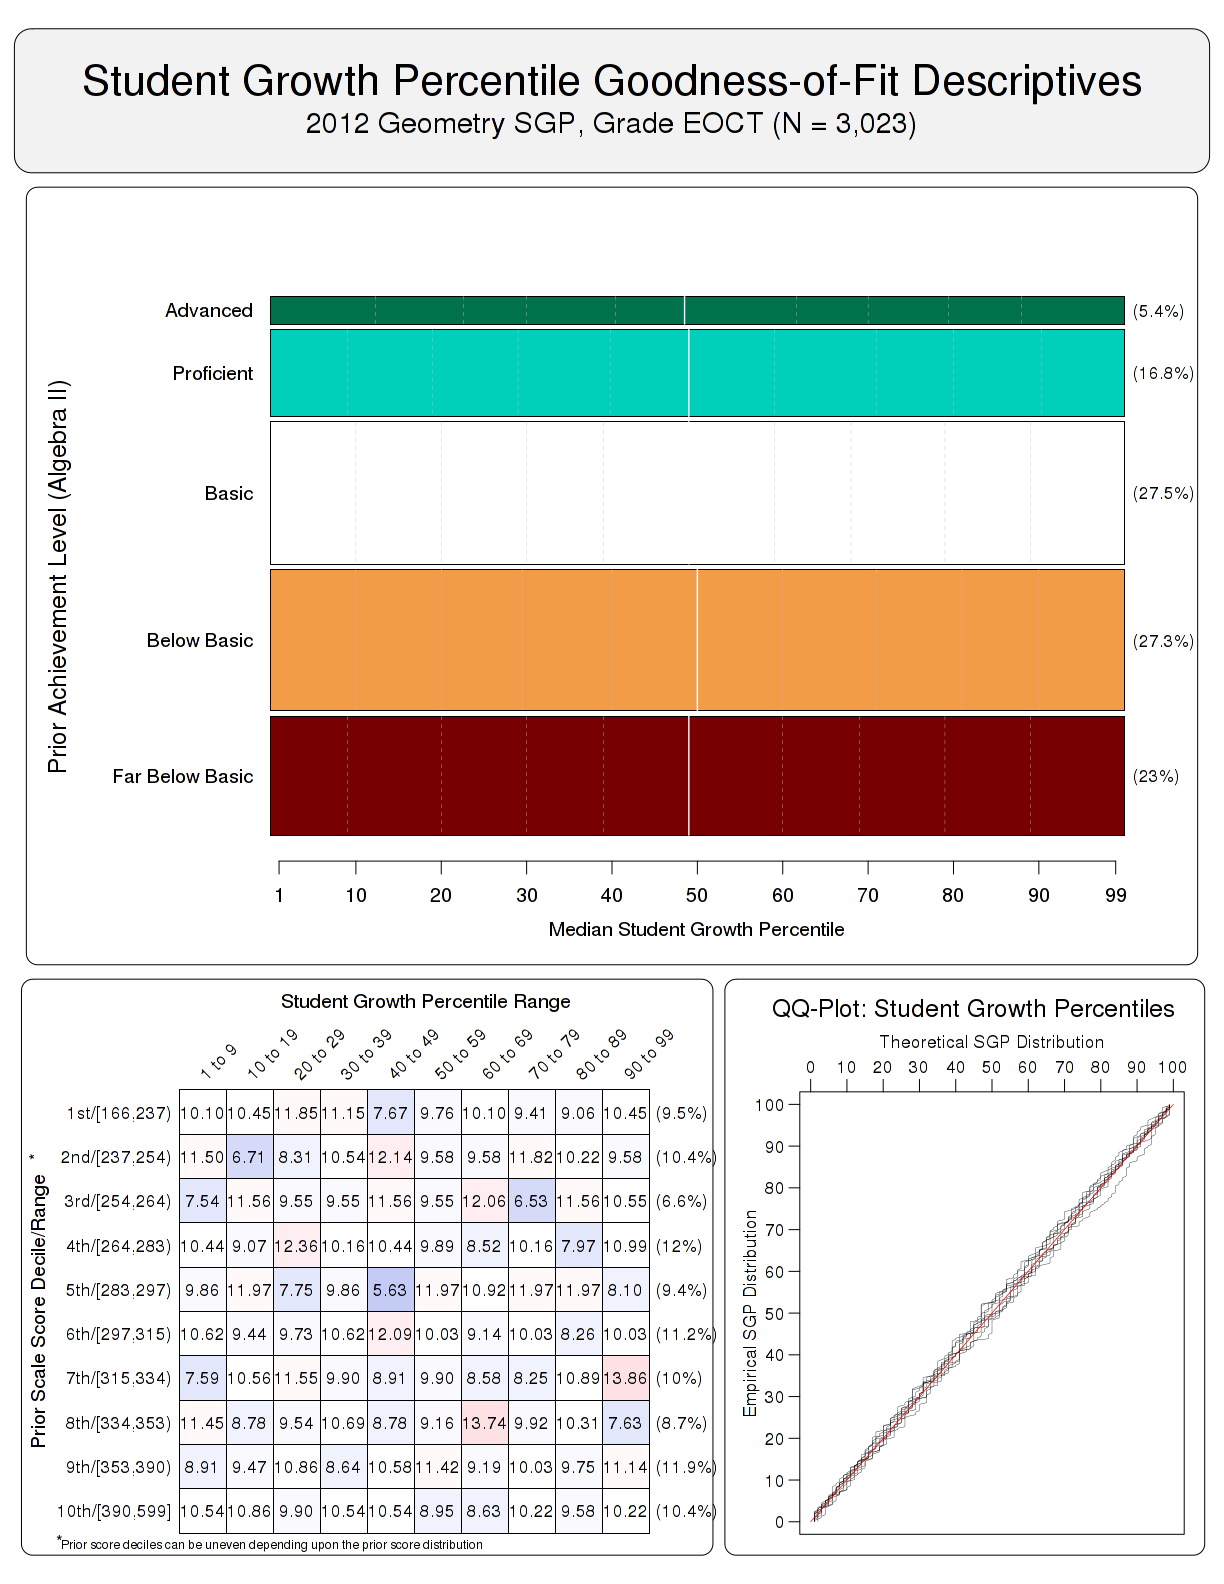 Student Growth Percentile Goodness-of-Fit Descriptives
2012 Geometry SGP, Grade EOCT (N = 3,023)
Prior Achievement Level (Algebra II)
Advanced (5.4%)
Proficient (16.8%)
Basic (27.5%)
Below Basic (27.3%)
Far Below Basic (23%)
1 10 20 30 40 50 60 70 80 90 99
Median Student Growth Percentile
Student Growth Percentile Range
1 to 9 10 to 19 20 to 29 30 to 39 40 to 49 50 to 59 60 to 69 70 to 79 80 to 89 90 to 99
Prior Scale Score Decile/Range *
1st/[166,237) 10.10 10.45 11.85 11.15 7.67 9.76 10.10 9.41 9.06 10.45 (9.5%)
2nd/[237,254) 11.50 6.71 8.31 10.54 12.14 9.58 9.58 11.82 10.22 9.58 (10.4%)
3rd/[254,264) 7.54 11.56 9.55 9.55 11.56 9.55 12.06 6.53 11.56 10.55 (6.6%)
4th/[264,283) 10.44 9.07 12.36 10.16 10.44 9.89 8.52 10.16 7.97 10.99 (12%)
5th/[283,297) 9.86 11.97 7.75 9.86 5.63 11.97 10.92 11.97 11.97 8.10 (9.4%)
6th/[297,315) 10.62 9.44 9.73 10.62 12.09 10.03 9.14 10.03 8.26 10.03 (11.2%)
7th/[315,334) 7.59 10.56 11.55 9.90 8.91 9.90 8.58 8.25 10.89 13.86 (10%)
8th/[334,353) 11.45 8.78 9.54 10.69 8.78 9.16 13.74 9.92 10.31 7.63 (8.7%)
9th/[353,390) 8.91 9.47 10.86 8.64 10.58 11.42 9.19 10.03 9.75 11.14 (11.9%)
10th/[390,599] 10.54 10.86 9.90 10.54 10.54 8.95 8.63 10.22 9.58 10.22 (10.4%)
*Prior score deciles can be uneven depending upon the prior score distribution
QQ-Plot: Student Growth Percentiles
Theoretical SGP Distribution
0 10 20 30 40 50 60 70 80 90 100
Empirical SGP Distribution
100
90
80
70
60
50
40
30
20
10
0